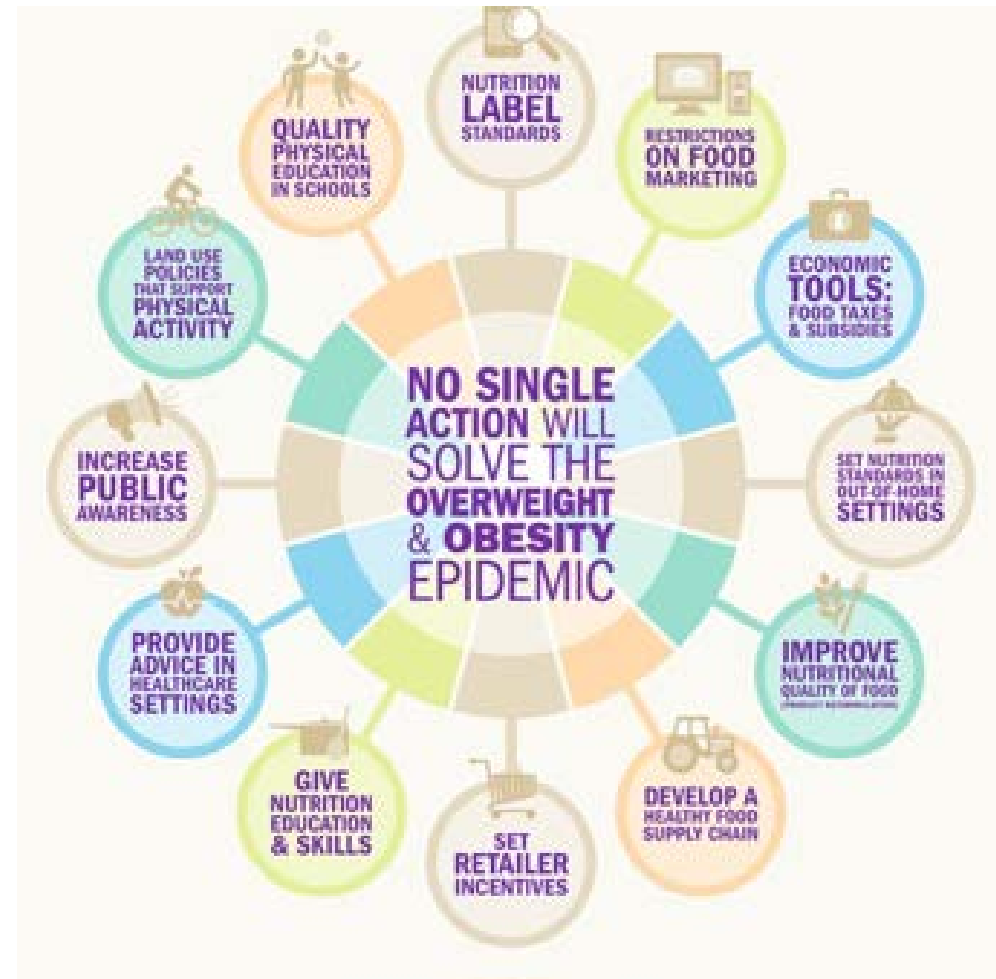 NUTRITION
LABEL
STANDARDS
RESTRICTIONS
ON FOOD
MARKETING
ECONOMIC
TOOLS:
FOOD TAXES
& SUBSIDIES
SET NUTRITION
STANDARDS IN
OUT-OF-HOME
SETTINGS
IMPROVE
NUTRITIONAL
QUALITY OF FOOD
DEVELOP A
HEALTHY FOOD
SUPPLY CHAIN
SET
RETAILER
INCENTIVES
GIVE
NUTRITION
EDUCATION
& SKILLS
PROVIDE
ADVICE IN
HEALTHCARE
SETTINGS
INCREASE
PUBLIC
AWARENESS
LAND USE
POLICIES
THAT SUPPORT
PHYSICAL
ACTIVITY
QUALITY
PHYSICAL
EDUCATION
IN SCHOOLS
NO SINGLE
ACTION WILL
SOLVE THE
OVERWEIGHT
& OBESITY
EPIDEMIC